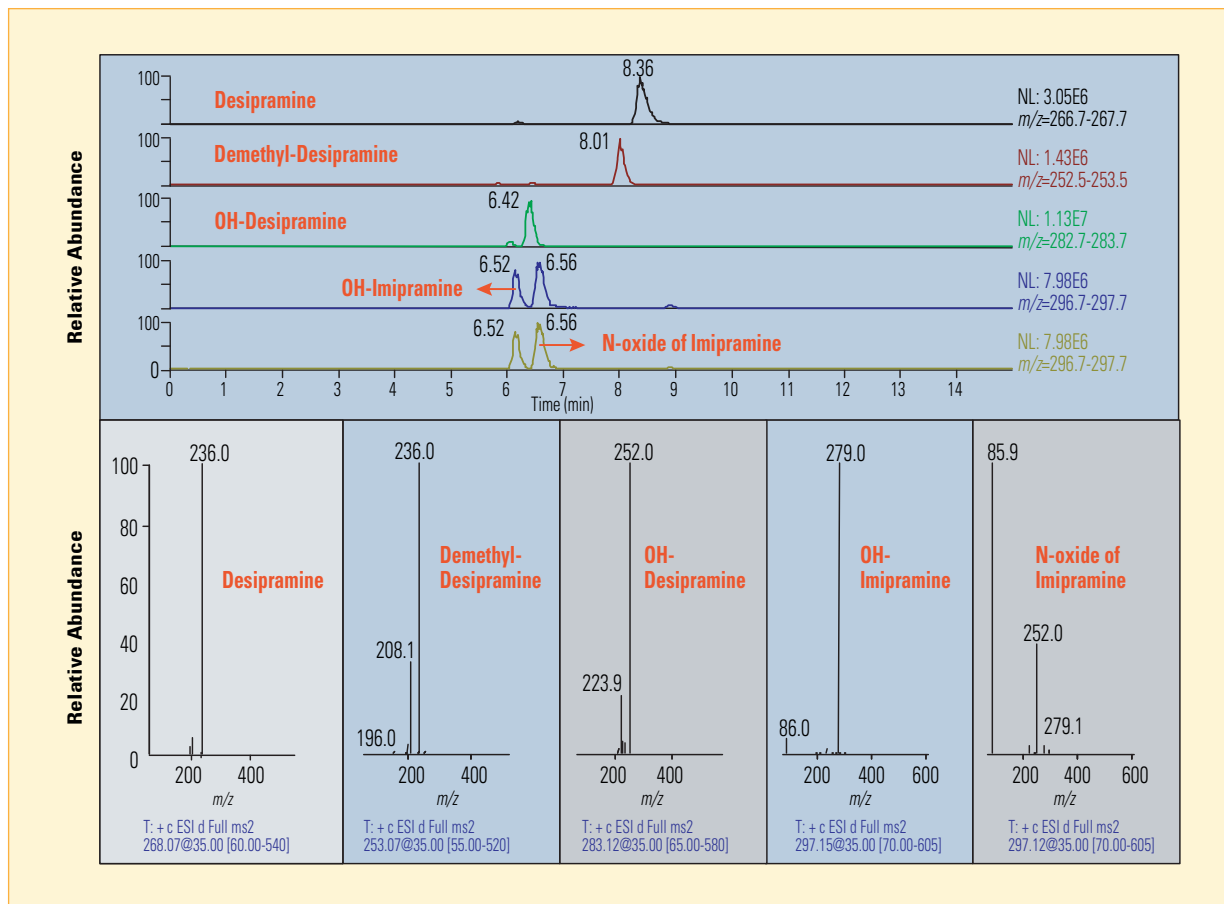 Relative Abundance
100
Desipramine
8.36
NL: 3.05E6
m/z=266.7-267.7
100
Demethyl-Desipramine
8.01
NL: 1.43E6
m/z=252.5-253.5
100
OH-Desipramine
6.42
NL: 1.13E7
m/z=282.7-283.7
100
OH-Imipramine
6.52
6.56
NL: 7.98E6
m/z=296.7-297.7
100
0
6.52
6.56
N-oxide of Imipramine
NL: 7.98E6
m/z=296.7-297.7
0 1 2 3 4 5 6 7 8 9 10 11 12 13 14
Time (min)
Relative Abundance
100
80
60
40
20
0
236.0
Desipramine
200 400
m/z
T: + c ESI d Full ms2
268.07@35.00 [60.00-540]
236.0
Demethyl-
Desipramine
208.1
196.0
200 400
m/z
T: + c ESI d Full ms2
253.07@35.00 [55.00-520]
252.0
OH-
Desipramine
223.9
200 400
m/z
T: + c ESI d Full ms2
283.12@35.00 [65.00-580]
279.0
OH-
Imipramine
86.0
200 400 600
m/z
T: + c ESI d Full ms2
297.15@35.00 [70.00-605]
85.9
N-oxide of
Imipramine
252.0
279.1
200 400 600
m/z
T: + c ESI d Full ms2
297.12@35.00 [70.00-605]